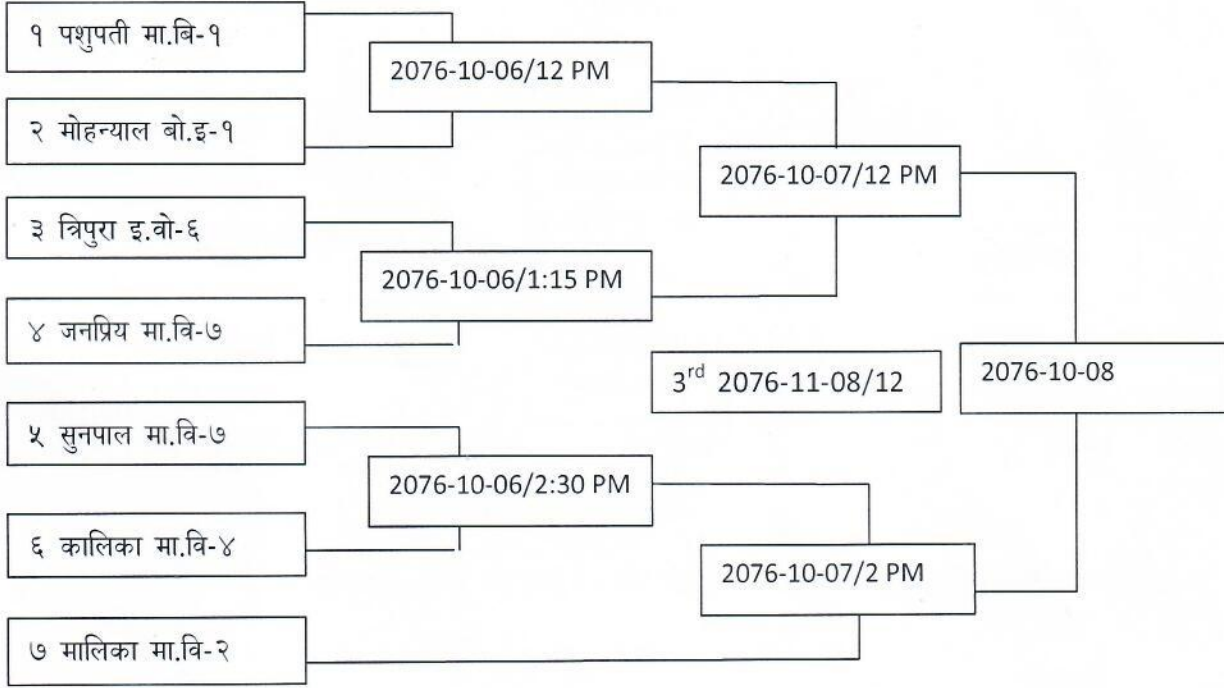 १ पशुपती मा.बि-१
2076-10-06/12 PM
२ मोहन्याल बो.इ-१
2076-10-07/12 PM
३ त्रिपुरा इ.वो-६
2076-10-06/1:15 PM
४ जनप्रिय मा.वि-७
3rd 2076-11-08/12
2076-10-08
५ सुनपाल मा.वि-७
2076-10-06/2:30 PM
६ कालिका मा.वि-४
2076-10-07/2 PM
७ मालिका मा.वि-२